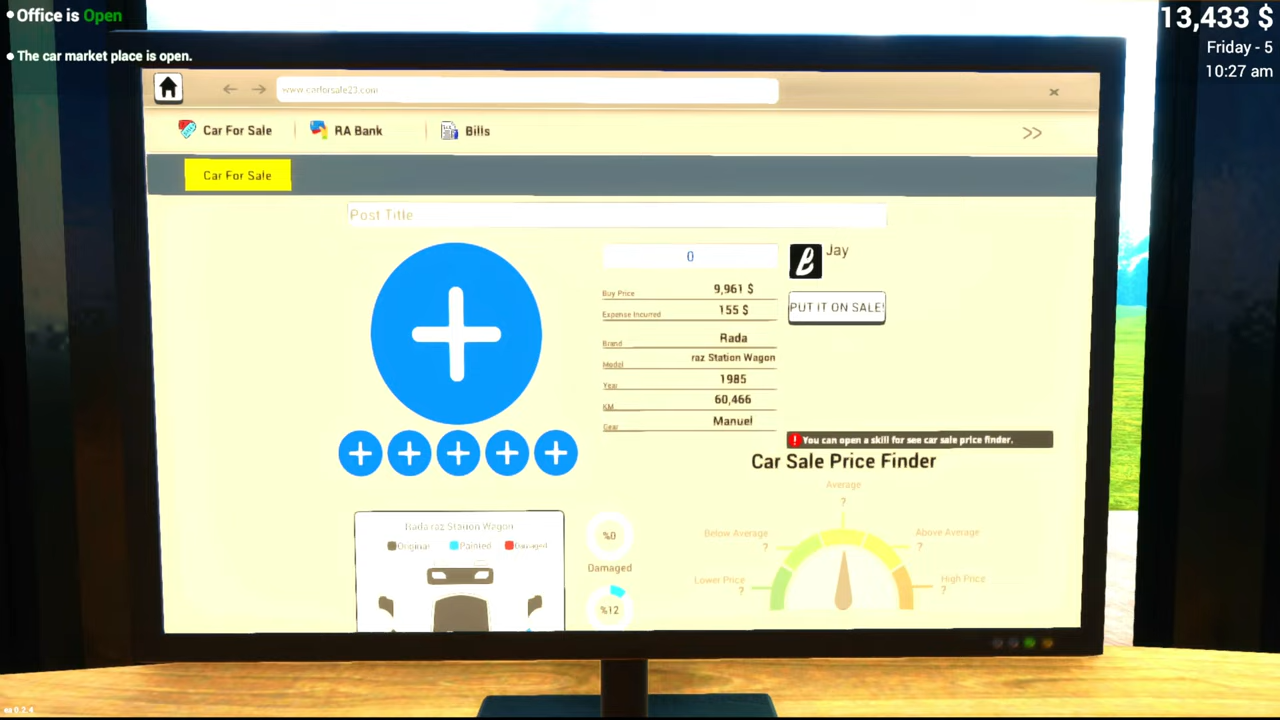 Office is Open
The car market place is open.
13,433 $
Friday - 5
10:27 am
www.carforsale23.com
Car For Sale
RA Bank
Bills
>>
Car For Sale
Post Title
0
Jay
PUT IT ON SALE!
Buy Price 9,961 $
Expense Incurred 155 $
Brand Rada
Model raz Station Wagon
Year 1985
KM 60,466
Gear Manuel
! You can open a skill for see car sale price finder.
Car Sale Price Finder
Average
?
Below Average
?
Above Average
?
Lower Price
?
High Price
?
Rada raz Station Wagon
Original Painted Damaged
%0
Damaged
%12
ea 0.2.4